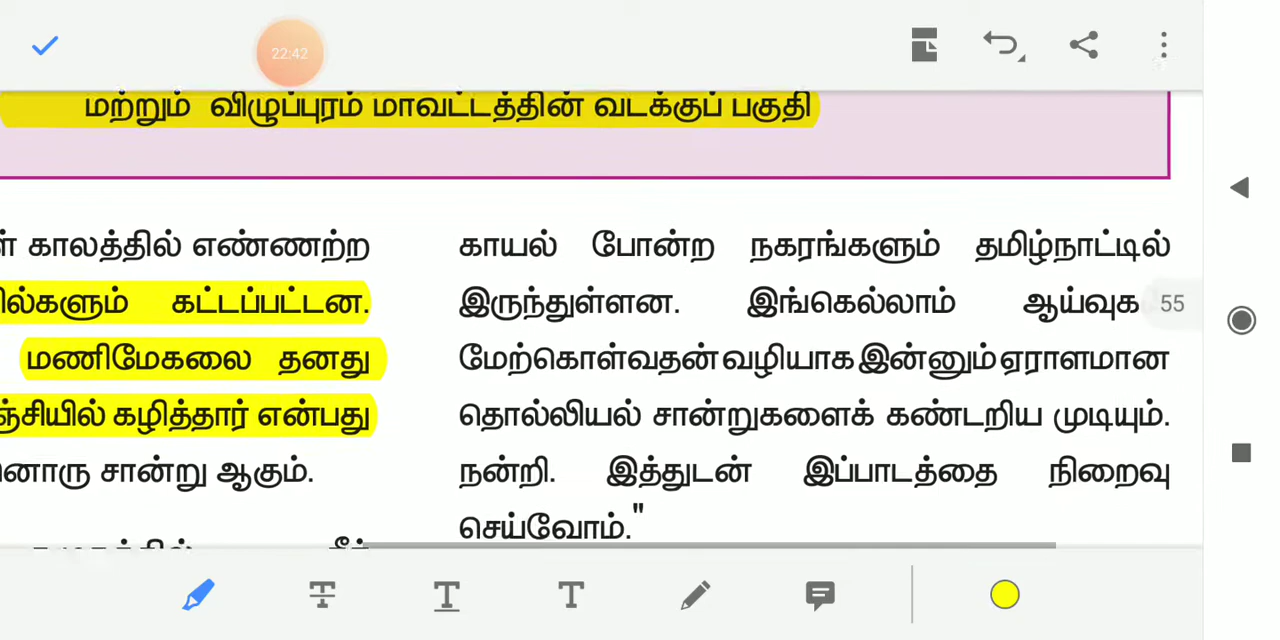 22:42
மற்றும் விழுப்புரம் மாவட்டத்தின் வடக்குப் பகுதி
காலத்தில் எண்ணற்ற
கட்டப்பட்டன.
மணிமேகலை தனது
கழித்தார் என்பது
சான்று ஆகும்.
காயல் போன்ற நகரங்களும் தமிழ்நாட்டில்
இருந்துள்ளன. இங்கெல்லாம் ஆய்வுக
மேற்கொள்வதன் வழியாக இன்னும் ஏராளமான
தொல்லியல் சான்றுகளைக் கண்டறிய முடியும்.
நன்றி. இத்துடன் இப்பாடத்தை நிறைவு
செய்வோம்."
55